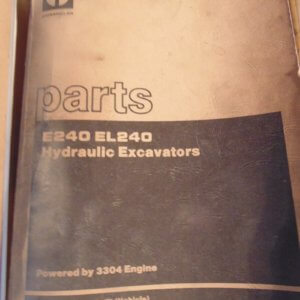 parts
E240 EL240
Hydraulic Excavators
Powered by 3304 Engine